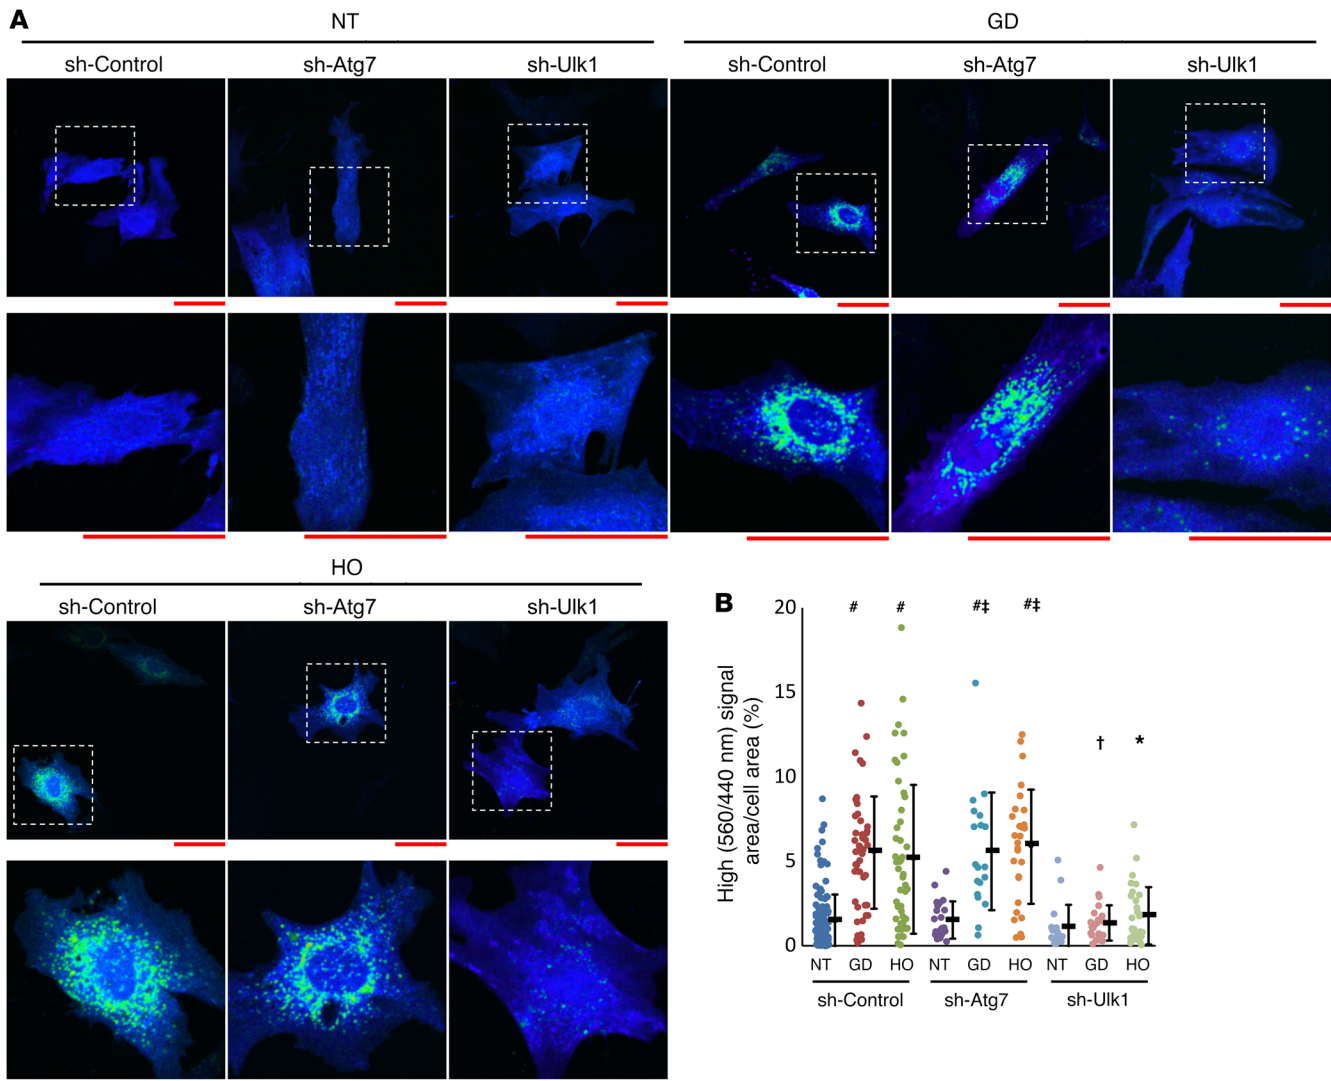 A
NT
GD
sh-Control sh-Atg7 sh-Ulk1 sh-Control sh-Atg7 sh-Ulk1
HO
sh-Control sh-Atg7 sh-Ulk1
B
High (560/440 nm) signal
area/cell area (%)
20
15
10
5
0
# # #‡ #‡ † *
NT GD HO NT GD HO NT GD HO
sh-Control sh-Atg7 sh-Ulk1